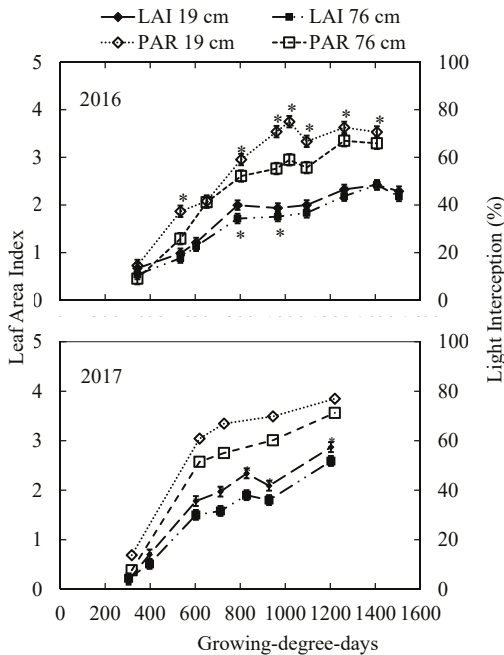 LAI 19 cm LAI 76 cm
PAR 19 cm PAR 76 cm
5 100
2016
4 80
3 60
2 40
1 20
0 0
* * * * * * * *
* *
Leaf Area Index
Light Interception (%)
5 100
2017
4 80
3 60
2 40
1 20
0 0
0 200 400 600 800 1000 1200 1400 1600
Growing-degree-days